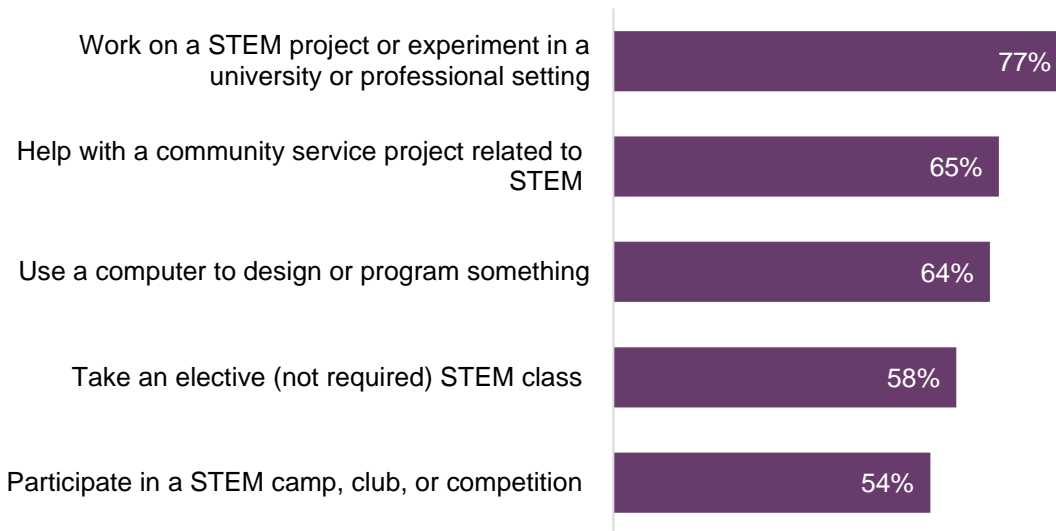 Work on a STEM project or experiment in a
university or professional setting
77%
Help with a community service project related to
STEM
65%
Use a computer to design or program something
64%
Take an elective (not required) STEM class
58%
Participate in a STEM camp, club, or competition
54%